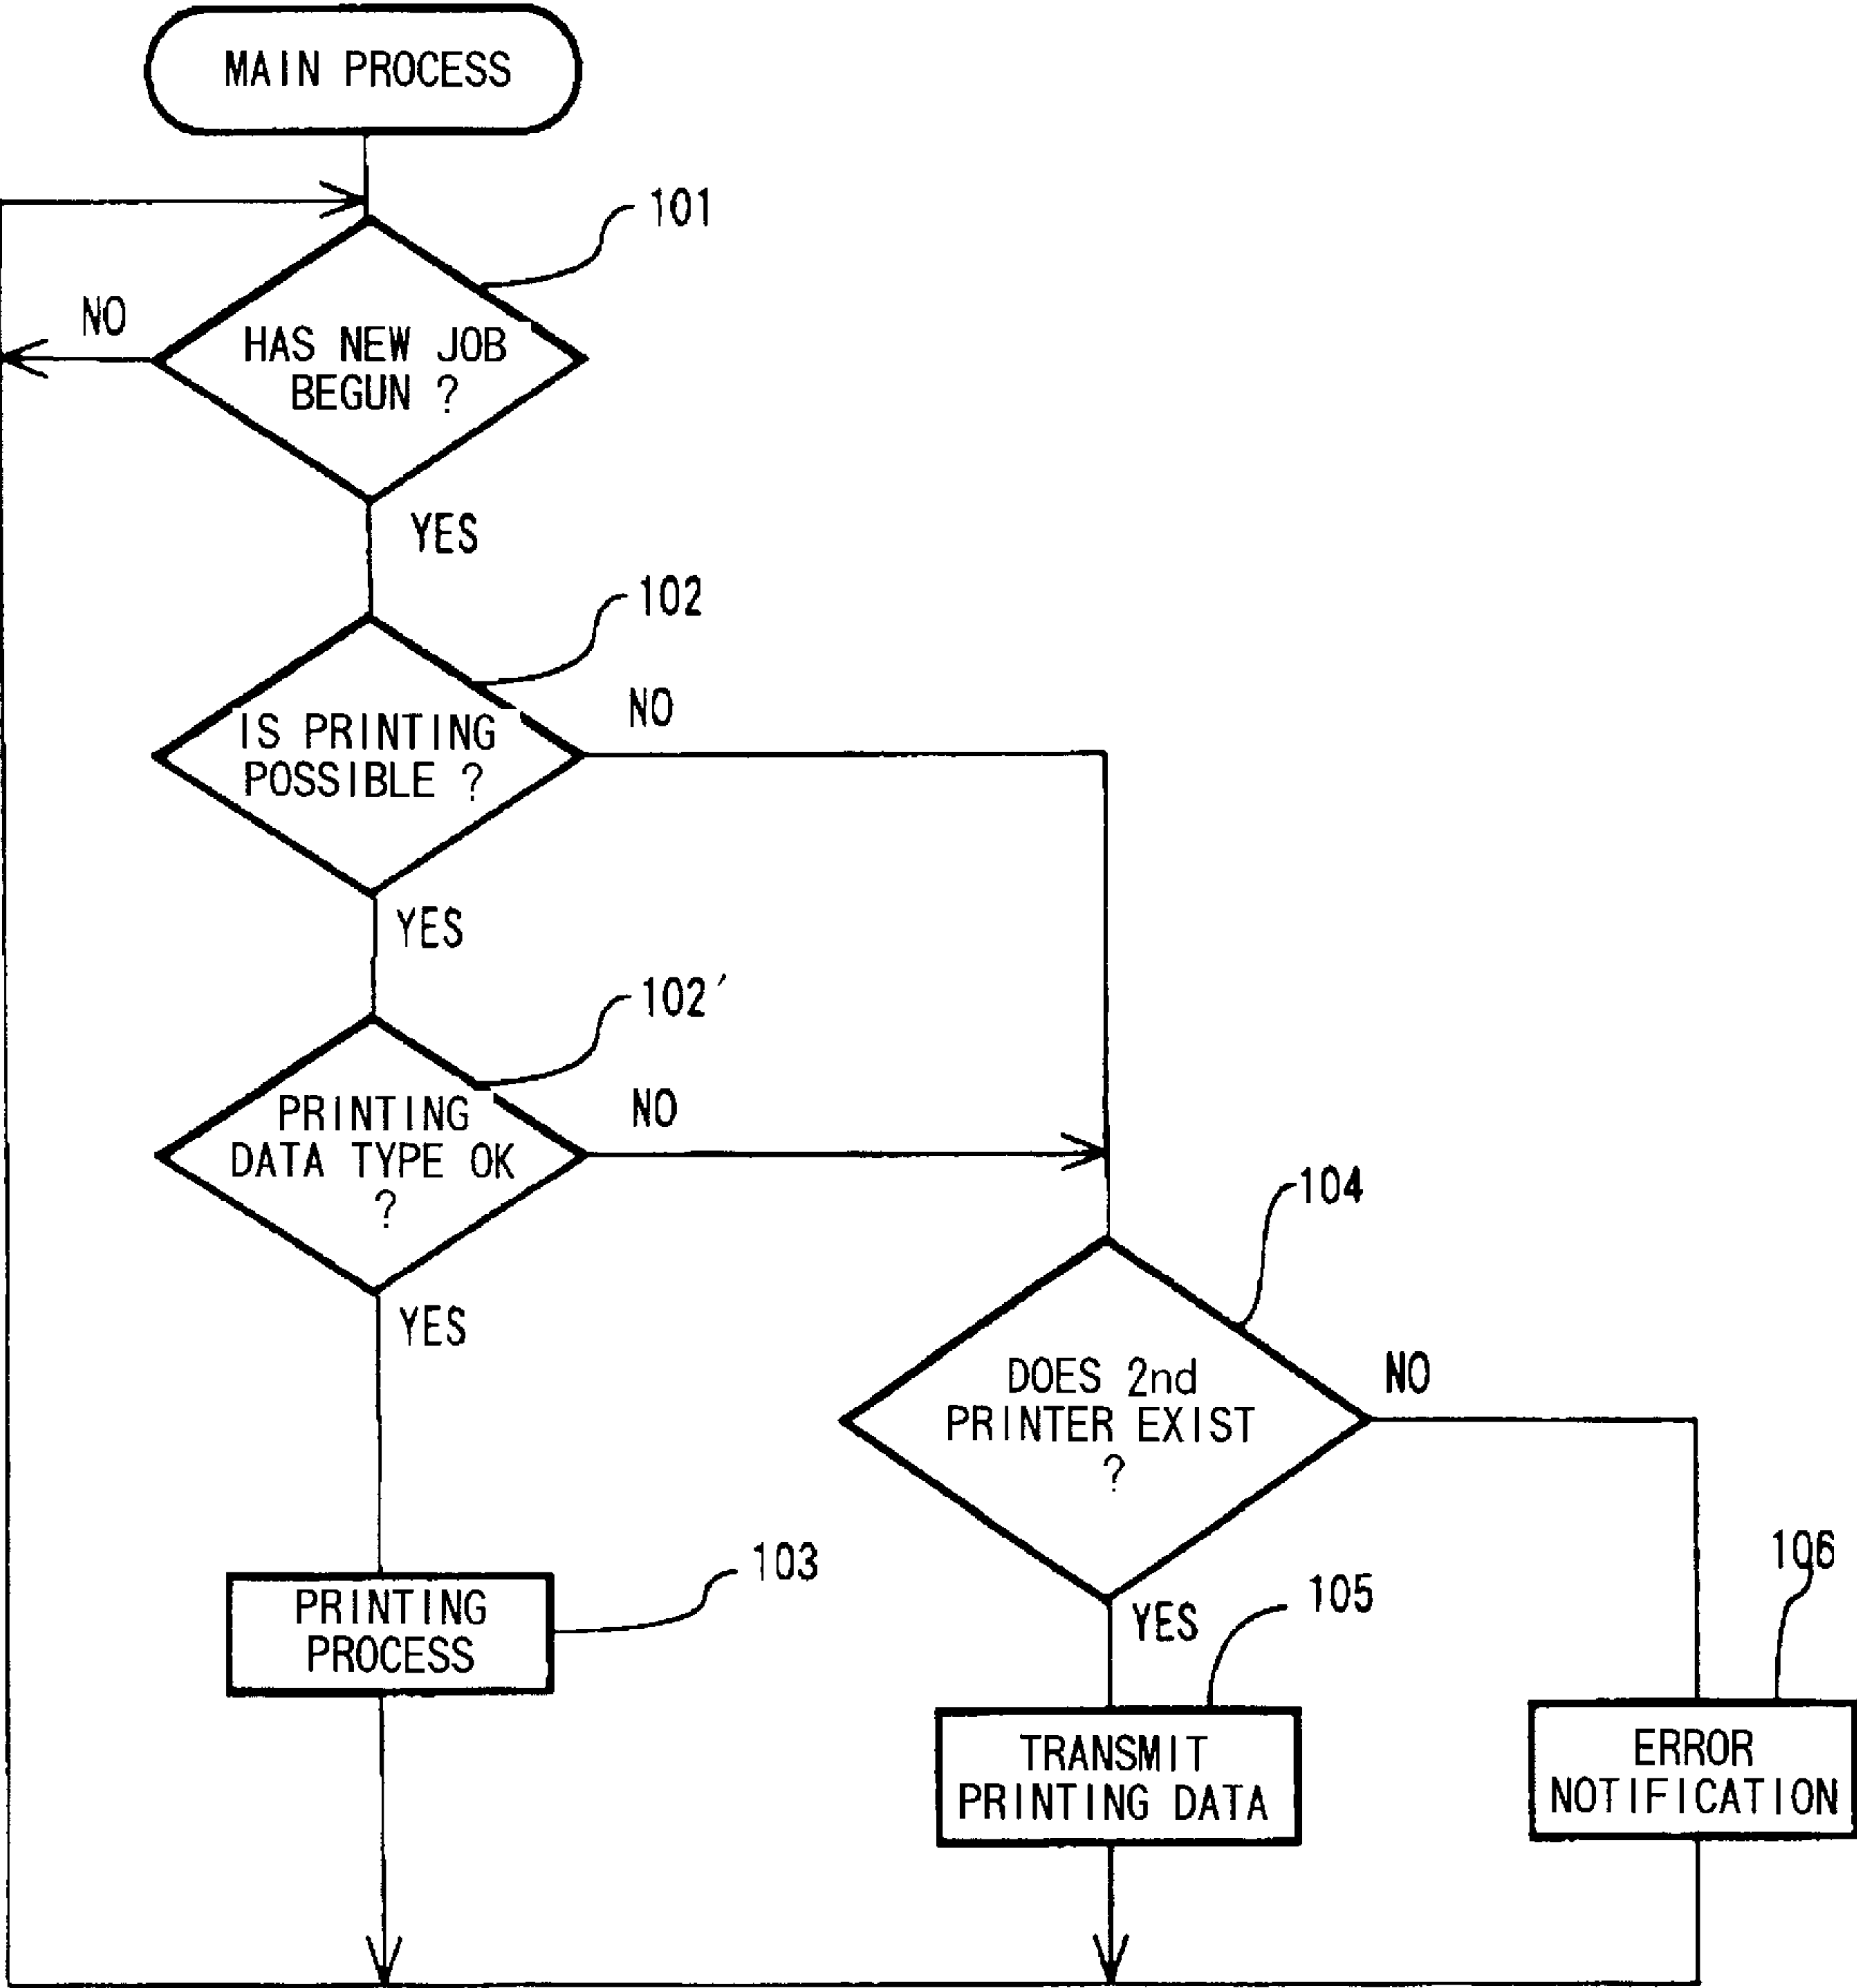 MAIN PROCESS
101
NO
HAS NEW JOB
BEGUN ?
YES
102
NO
IS PRINTING
POSSIBLE ?
YES
102'
NO
PRINTING
DATA TYPE OK
?
YES
104
DOES 2nd
PRINTER EXIST
?
NO
YES
103
PRINTING
PROCESS
105
TRANSMIT
PRINTING DATA
106
ERROR
NOTIFICATION